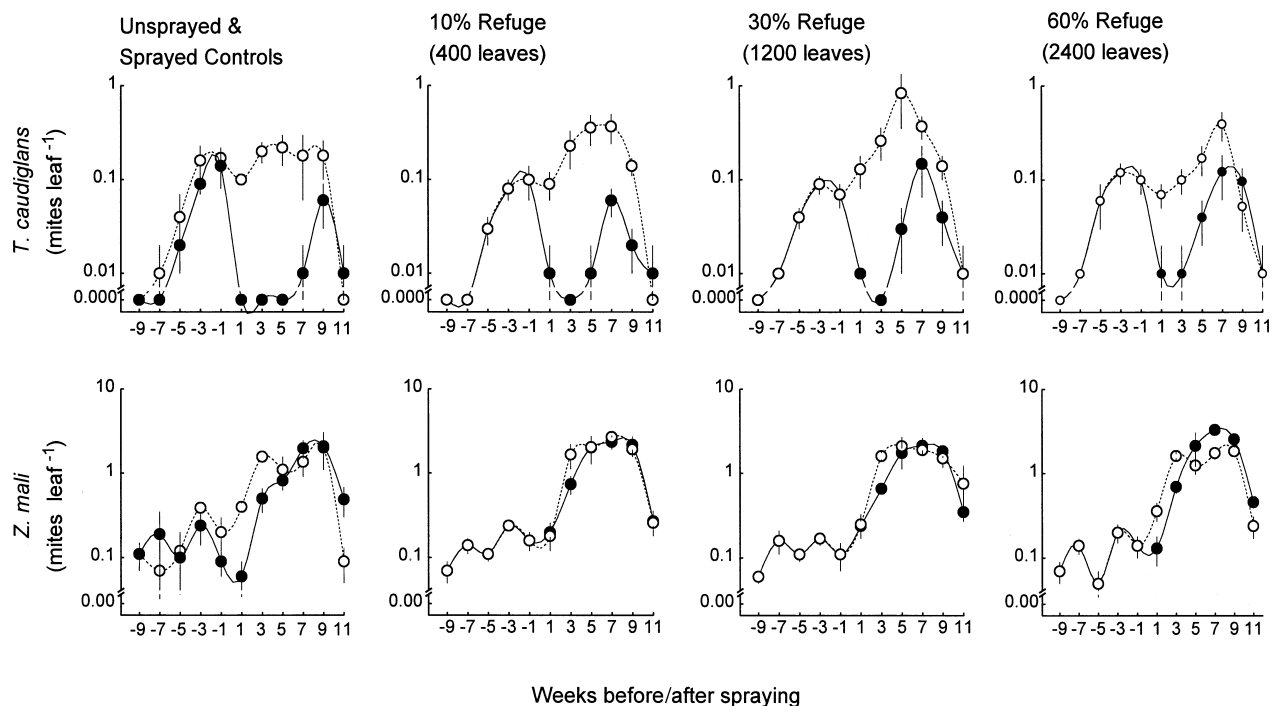 Unsprayed &
Sprayed Controls
10% Refuge
(400 leaves)
30% Refuge
(1200 leaves)
60% Refuge
(2400 leaves)
T. caudiglans
(mites leaf -1)
1
0.1
0.01
0.000
-9 -7 -5 -3 -1 1 3 5 7 9 11
1
0.1
0.01
0.000
-9 -7 -5 -3 -1 1 3 5 7 9 11
1
0.1
0.01
0.000
-9 -7 -5 -3 -1 1 3 5 7 9 11
1
0.1
0.01
0.000
-9 -7 -5 -3 -1 1 3 5 7 9 11
Z. mali
(mites leaf -1)
10
1
0.1
0.00
-9 -7 -5 -3 -1 1 3 5 7 9 11
10
1
0.1
0.00
-9 -7 -5 -3 -1 1 3 5 7 9 11
10
1
0.1
0.00
-9 -7 -5 -3 -1 1 3 5 7 9 11
10
1
0.1
0.00
-9 -7 -5 -3 -1 1 3 5 7 9 11
Weeks before/after spraying